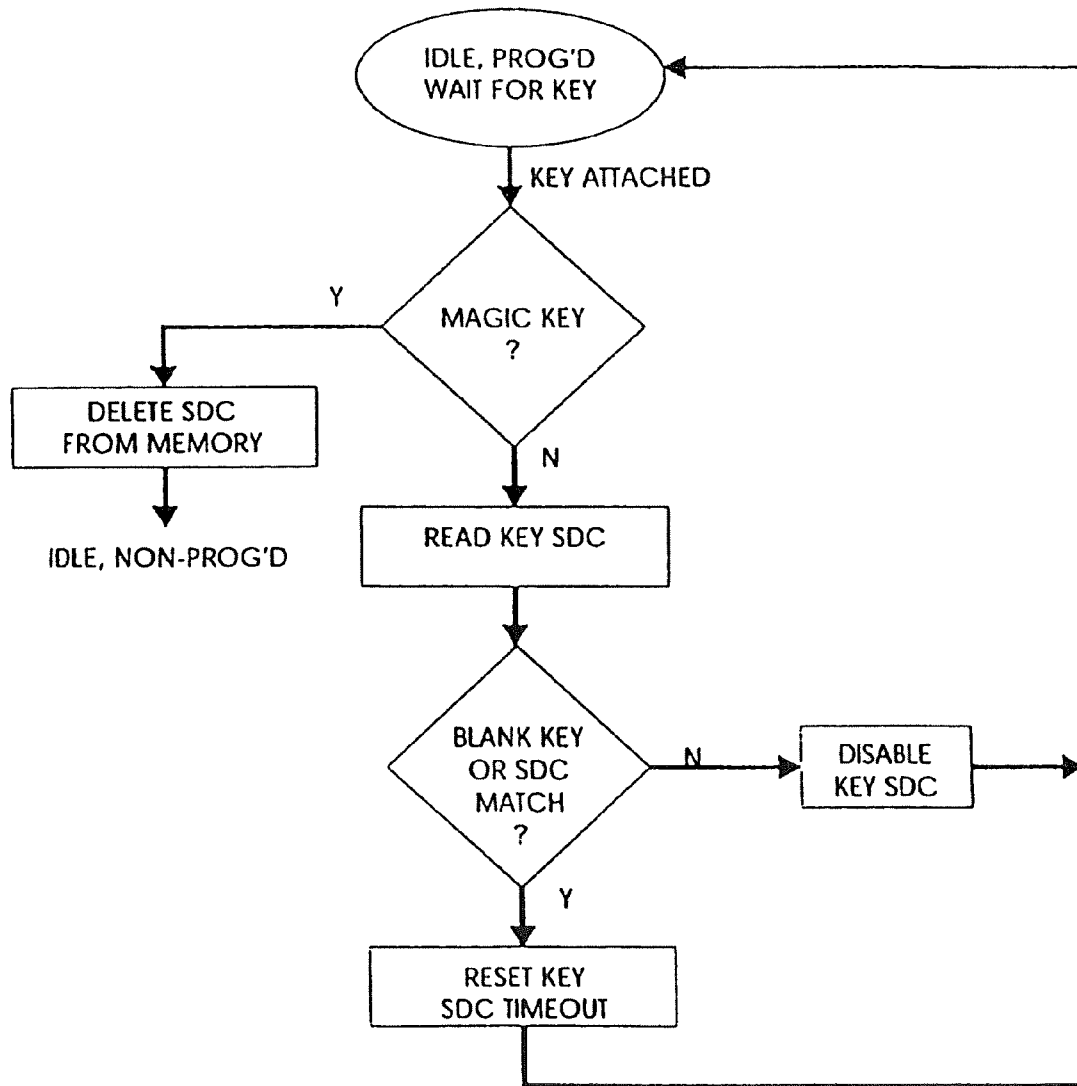 IDLE, PROG'D
WAIT FOR KEY
KEY ATTACHED
Y
MAGIC KEY
?
DELETE SDC
FROM MEMORY
N
IDLE, NON-PROG'D
READ KEY SDC
BLANK KEY
OR SDC
MATCH
?
N
DISABLE
KEY SDC
Y
RESET KEY
SDC TIMEOUT